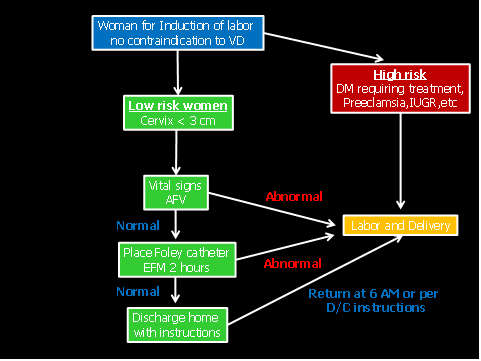 Woman for Induction of labor
no contraindication to VD
High risk
DM requiring treatment,
Preeclamsia,IUGR,etc
Low risk women
Cervix < 3 cm
Vital signs
AFV
Abnormal
Normal
Labor and Delivery
Place Foley catheter
EFM 2 hours
Abnormal
Normal
Return at 6 AM or per
D/C instructions
Discharge home
with instructions